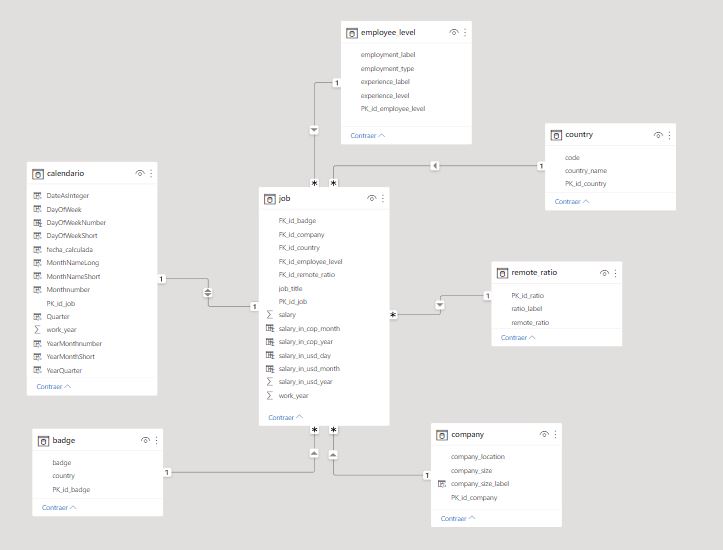 employee_level
employment_label
employment_type
experience_label
experience_level
PK_id_employee_level
Contraer
1
*
country
code
country_name
PK_id_country
Contraer
1
*
calendario
DateAsInteger
DayOfWeek
DayOfWeekNumber
DayOfWeekShort
fecha_calculada
MonthNameLong
MonthNameShort
Monthnumber
PK_id_job
Quarter
work_year
YearMonthnumber
YearMonthShort
YearQuarter
Contraer
1
1
job
FK_id_badge
FK_id_company
FK_id_country
FK_id_employee_level
FK_id_remote_ratio
job_title
PK_id_job
salary
salary_in_cop_month
salary_in_cop_year
salary_in_usd_day
salary_in_usd_month
salary_in_usd_year
work_year
Contraer
remote_ratio
PK_id_ratio
ratio_label
remote_ratio
Contraer
1
*
badge
badge
country
PK_id_badge
Contraer
1
*
company
company_location
company_size
company_size_label
PK_id_company
Contraer
1
*